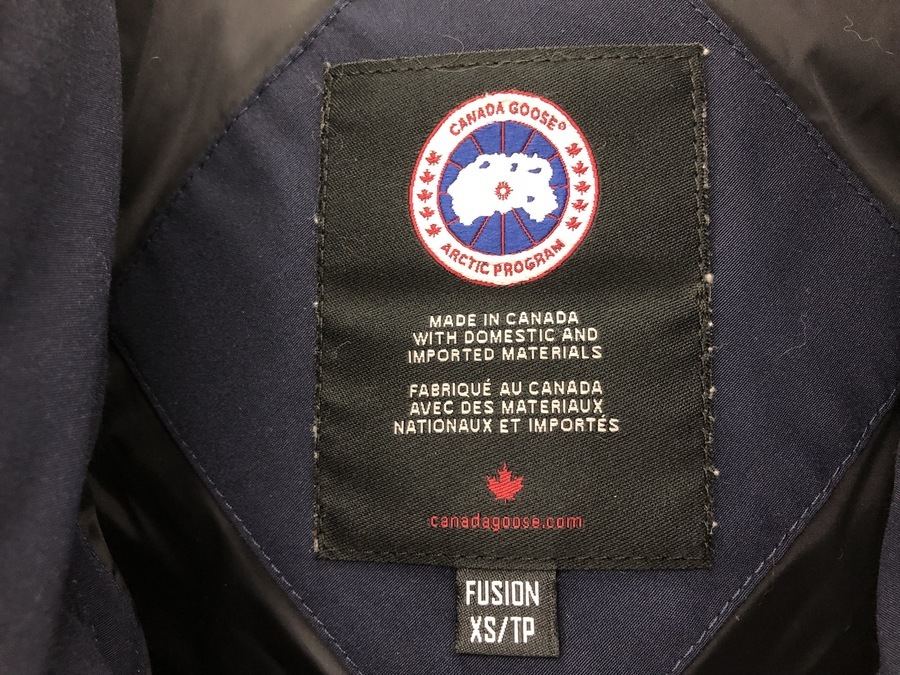 CANADA GOOSE®
ARCTIC PROGRAM
MADE IN CANADA
WITH DOMESTIC AND
IMPORTED MATERIALS
FABRIQUÉ AU CANADA
AVEC DES MATERIAUX
NATIONAUX ET IMPORTÉS
canadagoose.com
FUSION
XS/TP